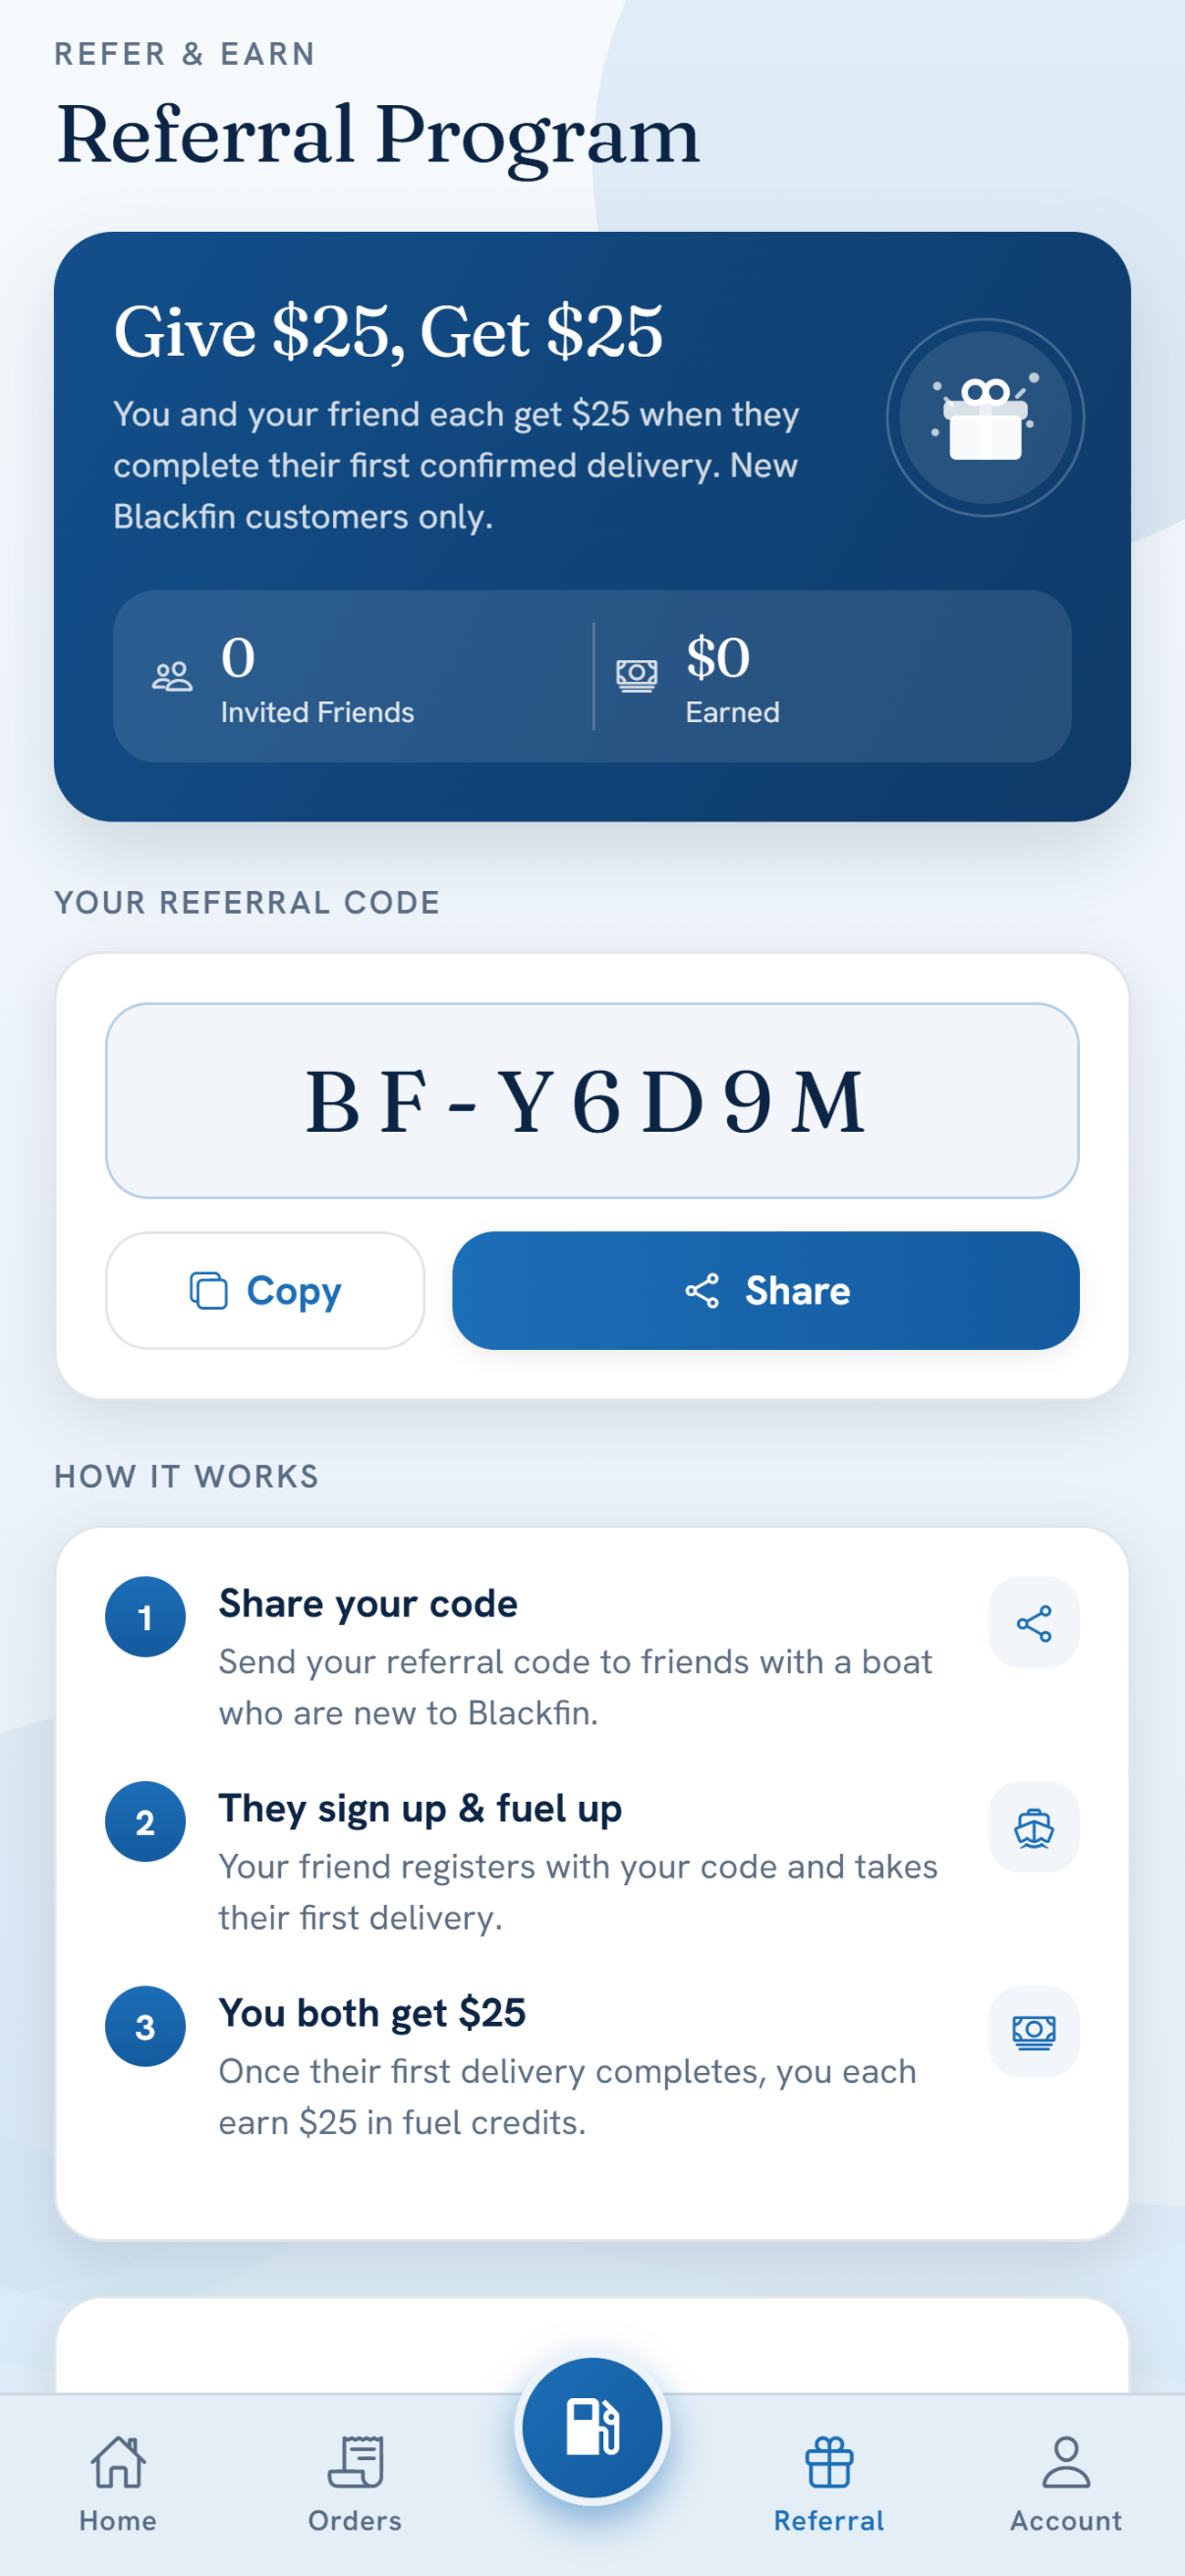 REFER & EARN
Referral Program
Give $25, Get $25
You and your friend each get $25 when they
complete their first confirmed delivery. New
Blackfin customers only.
0
Invited Friends
$0
Earned
YOUR REFERRAL CODE
BF-Y6D9M
Copy
Share
HOW IT WORKS
1
Share your code
Send your referral code to friends with a boat
who are new to Blackfin.
2
They sign up & fuel up
Your friend registers with your code and takes
their first delivery.
3
You both get $25
Once their first delivery completes, you each
earn $25 in fuel credits.
Home
Orders
Referral
Account